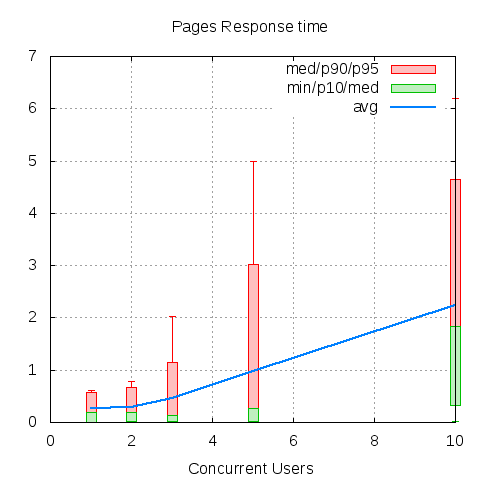 Pages Response time
7
med/p90/p95
min/p10/med
avg
6
5
4
3
2
1
0
0 2 4 6 8 10
Concurrent Users